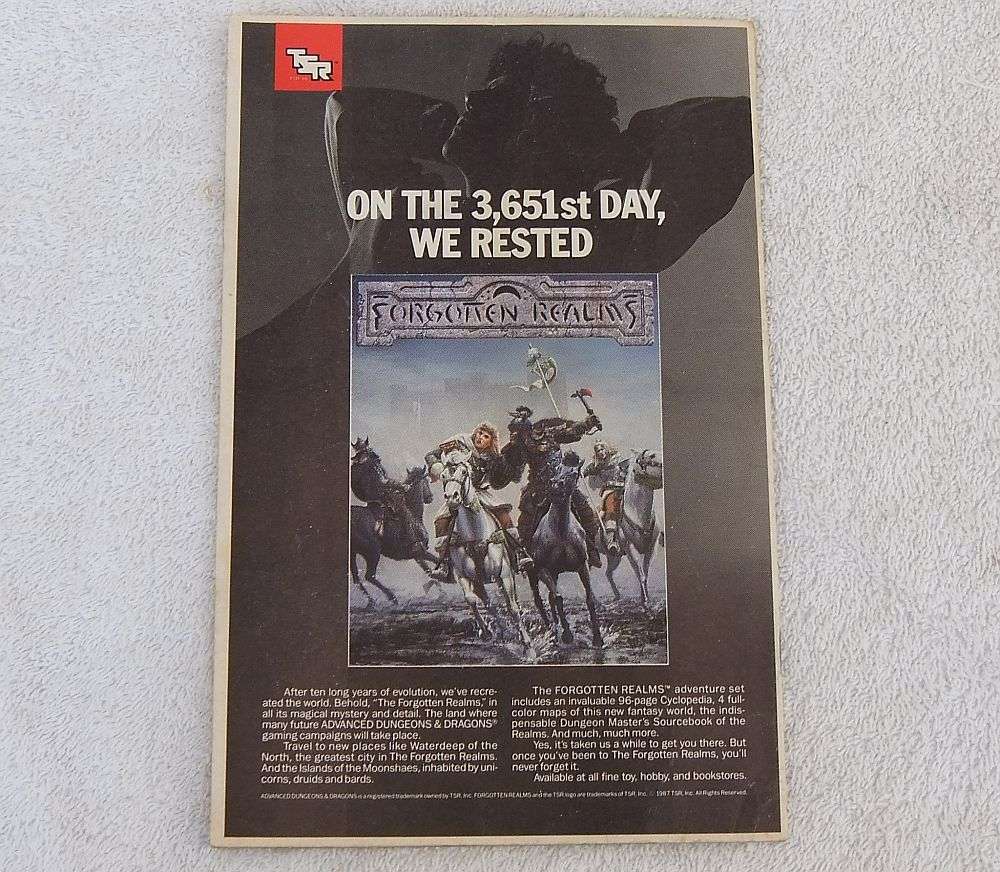 TSR
ON THE 3,651st DAY,
WE RESTED
FORGOTTEN REALMS
After ten long years of evolution, we've recre-
ated the world. Behold, "The Forgotten Realms," in
all its magical mystery and detail. The land where
many future ADVANCED DUNGEONS & DRAGONS®
gaming campaigns will take place.
Travel to new places like Waterdeep of the
North, the greatest city in The Forgotten Realms.
And the Islands of the Moonshaes, inhabited by uni-
corns, druids and bards.
The FORGOTTEN REALMS™ adventure set
includes an invaluable 96-page Cyclopedia, 4 full-
color maps of this new fantasy world, the indis-
pensable Dungeon Master's Sourcebook of the
Realms. And much, much more.
Yes, it's taken us a while to get you there. But
once you've been to The Forgotten Realms, you'll
never forget it.
Available at all fine toy, hobby, and bookstores.
ADVANCED DUNGEONS & DRAGONS is a registered trademark owned by TSR, Inc. FORGOTTEN REALMS and the TSR logo are trademarks of TSR, Inc. © 1987 TSR, Inc. All Rights Reserved.